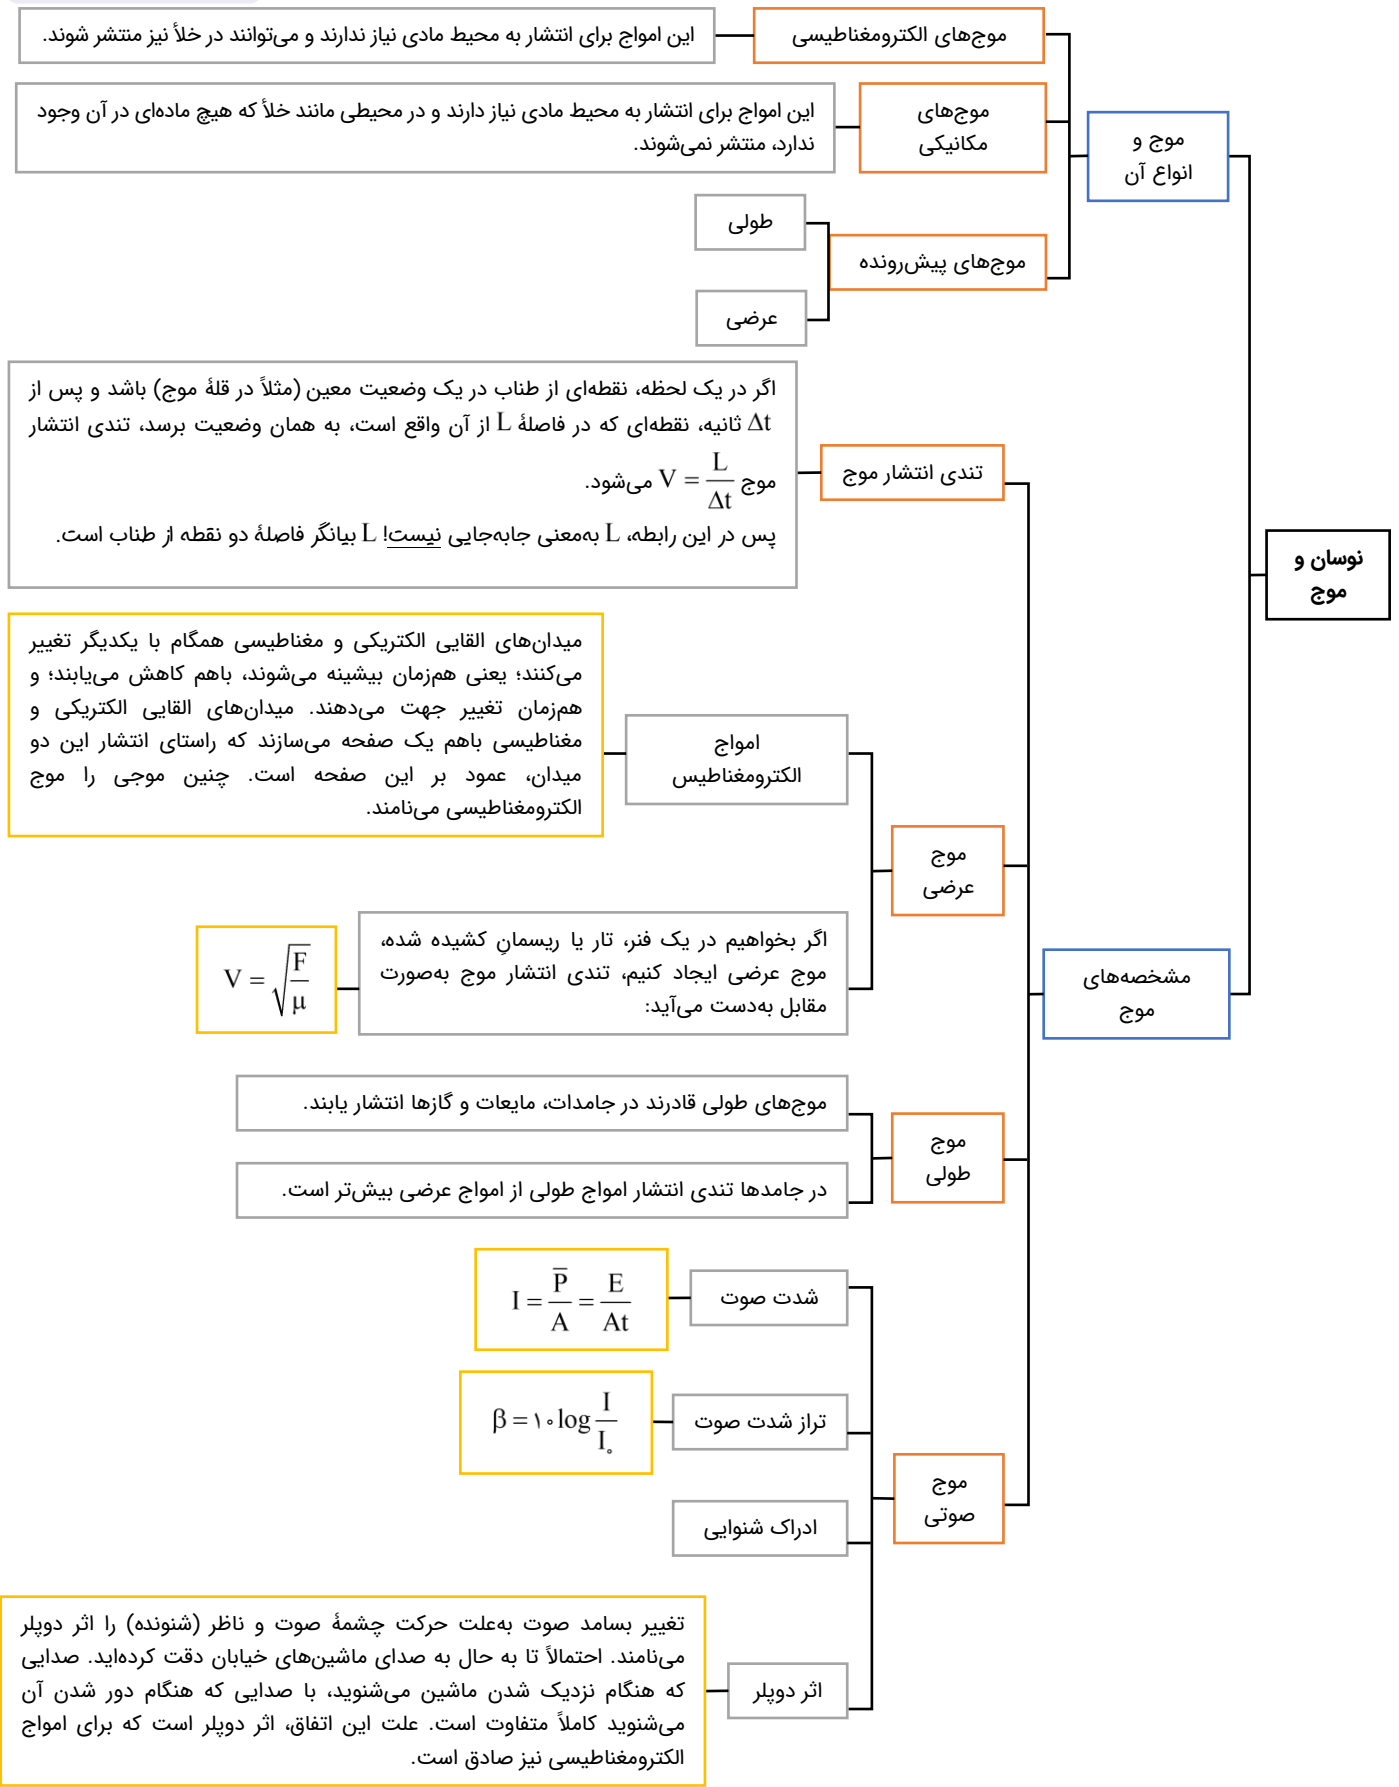 نوسان و
موج
موج و
انواع آن
موج‌های الکترومغناطیسی
این امواج برای انتشار به محیط مادی نیاز ندارند و می‌توانند در خلأ نیز منتشر شوند.
موج‌های
مکانیکی
این امواج برای انتشار به محیط مادی نیاز دارند و در محیطی مانند خلأ که هیچ ماده‌ای در آن وجود
ندارد، منتشر نمی‌شوند.
موج‌های پیش‌رونده
طولی
عرضی
مشخصه‌های
موج
تندی انتشار موج
اگر در یک لحظه، نقطه‌ای از طناب در یک وضعیت معین (مثلاً در قلهٔ موج) باشد و پس از
Δt ثانیه، نقطه‌ای که در فاصلهٔ L از آن واقع است، به همان وضعیت برسد، تندی انتشار
موج V = L/Δt می‌شود.
پس در این رابطه، L به‌معنی جابه‌جایی نیست! L بیانگر فاصلهٔ دو نقطه از طناب است.
موج
عرضی
امواج
الکترومغناطیس
میدان‌های القایی الکتریکی و مغناطیسی همگام با یکدیگر تغییر
می‌کنند؛ یعنی هم‌زمان بیشینه می‌شوند، باهم کاهش می‌یابند؛ و
هم‌زمان تغییر جهت می‌دهند. میدان‌های القایی الکتریکی و
مغناطیسی باهم یک صفحه می‌سازند که راستای انتشار این دو
میدان، عمود بر این صفحه است. چنین موجی را موج
الکترومغناطیسی می‌نامند.
اگر بخواهیم در یک فنر، تار یا ریسمانِ کشیده شده،
موج عرضی ایجاد کنیم، تندی انتشار موج به‌صورت
مقابل به‌دست می‌آید:
V = √(F/μ)
موج
طولی
موج‌های طولی قادرند در جامدات، مایعات و گازها انتشار یابند.
در جامدها تندی انتشار امواج طولی از امواج عرضی بیش‌تر است.
موج
صوتی
شدت صوت
I = P̅/A = E/At
تراز شدت صوت
β = ۱۰ log I/I۰
ادراک شنوایی
اثر دوپلر
تغییر بسامد صوت به‌علت حرکت چشمهٔ صوت و ناظر (شنونده) را اثر دوپلر
می‌نامند. احتمالاً تا به حال به صدای ماشین‌های خیابان دقت کرده‌اید. صدایی
که هنگام نزدیک شدن ماشین می‌شنوید، با صدایی که هنگام دور شدن آن
می‌شنوید کاملاً متفاوت است. علت این اتفاق، اثر دوپلر است که برای امواج
الکترومغناطیسی نیز صادق است.